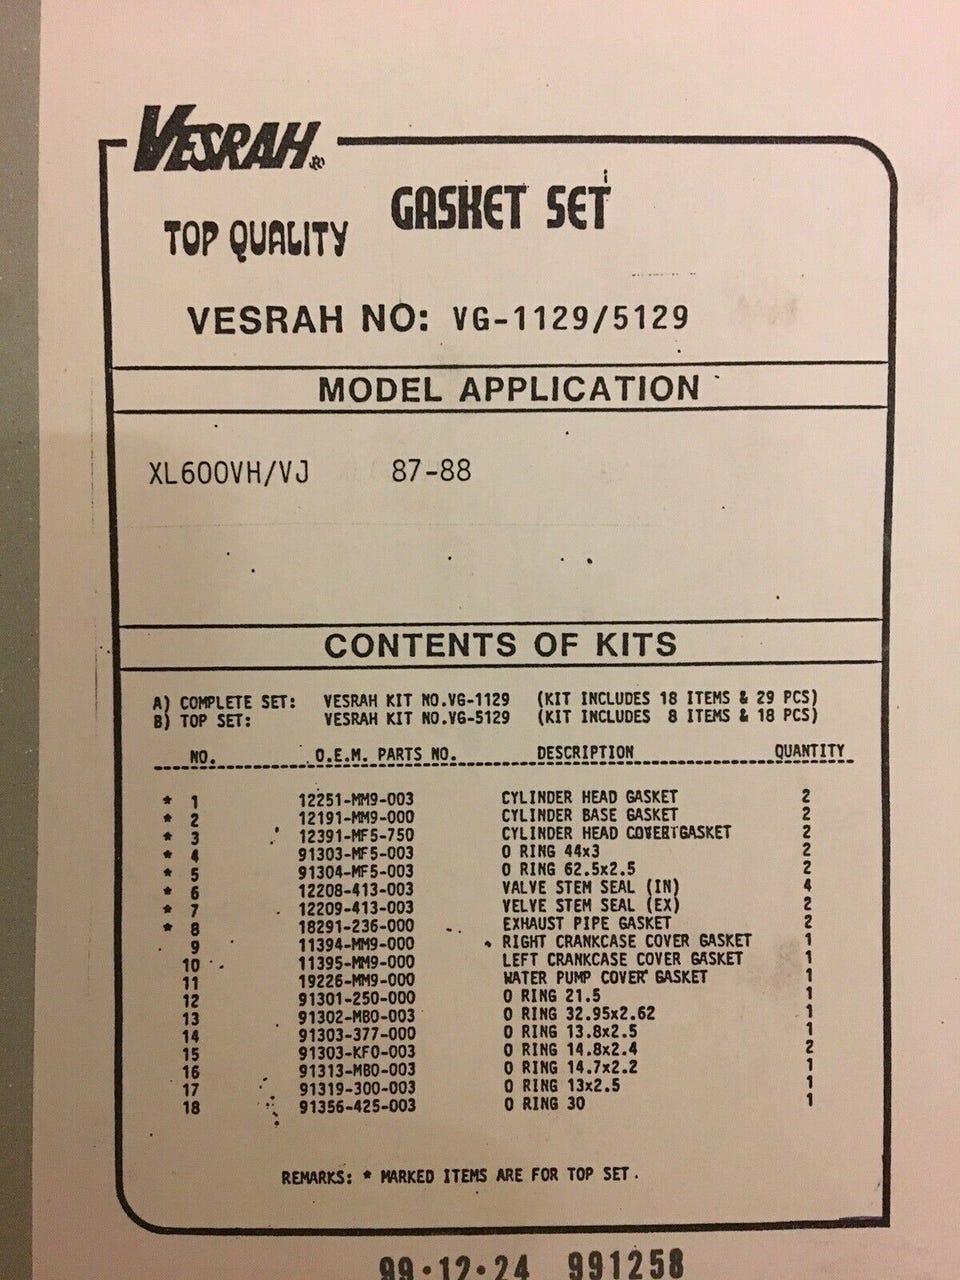 VESRAH®
GASKET SET
TOP QUALITY
VESRAH NO: VG-1129/5129
MODEL APPLICATION
XL600VH/VJ 87-88
CONTENTS OF KITS
A) COMPLETE SET: VESRAH KIT NO.VG-1129 (KIT INCLUDES 18 ITEMS & 29 PCS)
B) TOP SET: VESRAH KIT NO.VG-5129 (KIT INCLUDES 8 ITEMS & 18 PCS)
NO. O.E.M. PARTS NO. DESCRIPTION QUANTITY
* 1 12251-MM9-003 CYLINDER HEAD GASKET 2
* 2 12191-MM9-000 CYLINDER BASE GASKET 2
* 3 12391-MF5-750 CYLINDER HEAD COVERTGASKET 2
* 4 91303-MF5-003 O RING 44x3 2
* 5 91304-MF5-003 O RING 62.5x2.5 2
* 6 12208-413-003 VALVE STEM SEAL (IN) 4
* 7 12209-413-003 VELVE STEM SEAL (EX) 2
* 8 18291-236-000 EXHAUST PIPE GASKET 2
9 11394-MM9-000 RIGHT CRANKCASE COVER GASKET 1
10 11395-MM9-000 LEFT CRANKCASE COVER GASKET 1
11 19226-MM9-000 WATER PUMP COVER GASKET 1
12 91301-250-000 O RING 21.5 1
13 91302-MB0-003 O RING 32.95x2.62 1
14 91303-377-000 O RING 13.8x2.5 1
15 91303-KF0-003 O RING 14.8x2.4 2
16 91313-MB0-003 O RING 14.7x2.2 1
17 91319-300-003 O RING 13x2.5 1
18 91356-425-003 O RING 30 1
REMARKS: * MARKED ITEMS ARE FOR TOP SET.
99·12·24 991258